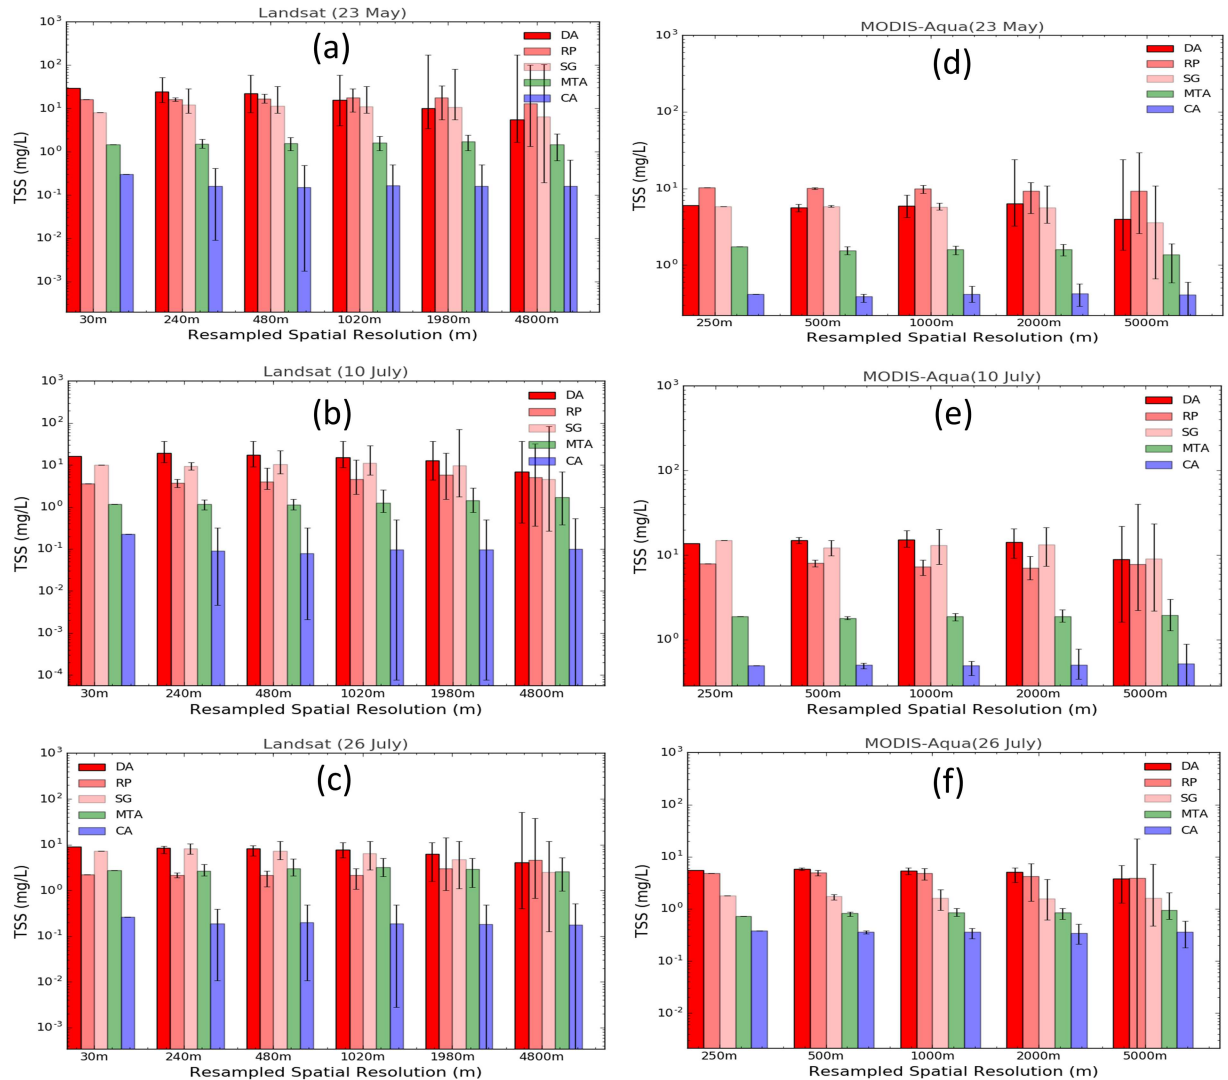 Landsat (23 May)
(a)
TSS (mg/L)
10³
10²
10¹
10⁰
10⁻¹
10⁻²
10⁻³
DA
RP
SG
MTA
CA
30m 240m 480m 1020m 1980m 4800m
Resampled Spatial Resolution (m)
MODIS-Aqua(23 May)
(d)
TSS (mg/L)
10³
10²
10¹
10⁰
DA
RP
SG
MTA
CA
250m 500m 1000m 2000m 5000m
Resampled Spatial Resolution (m)
Landsat (10 July)
(b)
TSS (mg/L)
10³
10²
10¹
10⁰
10⁻¹
10⁻²
10⁻³
10⁻⁴
DA
RP
SG
MTA
CA
30m 240m 480m 1020m 1980m 4800m
Resampled Spatial Resolution (m)
MODIS-Aqua(10 July)
(e)
TSS (mg/L)
10³
10²
10¹
10⁰
DA
RP
SG
MTA
CA
250m 500m 1000m 2000m 5000m
Resampled Spatial Resolution (m)
Landsat (26 July)
(c)
TSS (mg/L)
10³
10²
10¹
10⁰
10⁻¹
10⁻²
10⁻³
DA
RP
SG
MTA
CA
30m 240m 480m 1020m 1980m 4800m
Resampled Spatial Resolution (m)
MODIS-Aqua(26 July)
(f)
TSS (mg/L)
10³
10²
10¹
10⁰
10⁻¹
10⁻²
DA
RP
SG
MTA
CA
250m 500m 1000m 2000m 5000m
Resampled Spatial Resolution (m)